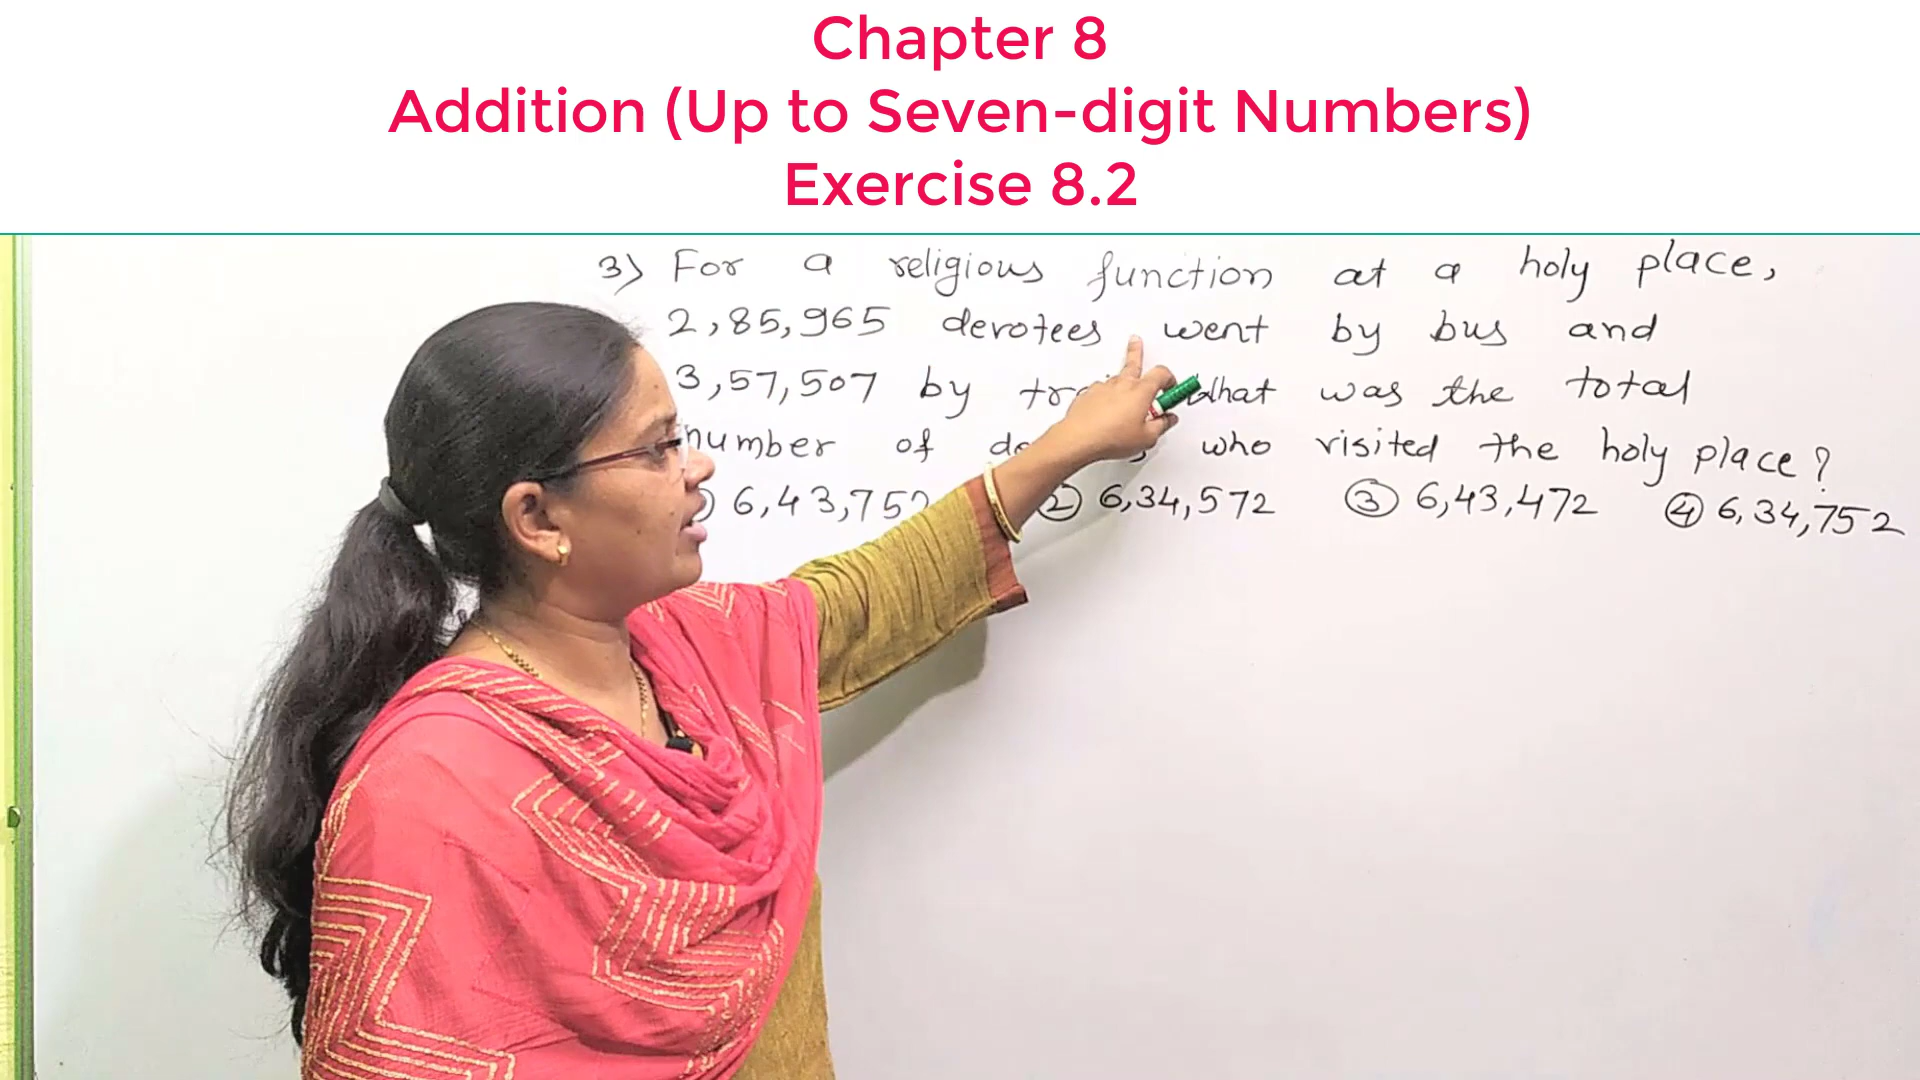 Chapter 8
Addition (Up to Seven-digit Numbers)
Exercise 8.2
3) For a religious function at a holy place,
2,85,965 devotees went by bus and
3,57,507 by what was the total
number of who visited the holy place?
6,43,752 ② 6,34,572 ③ 6,43,472 ④ 6,34,752